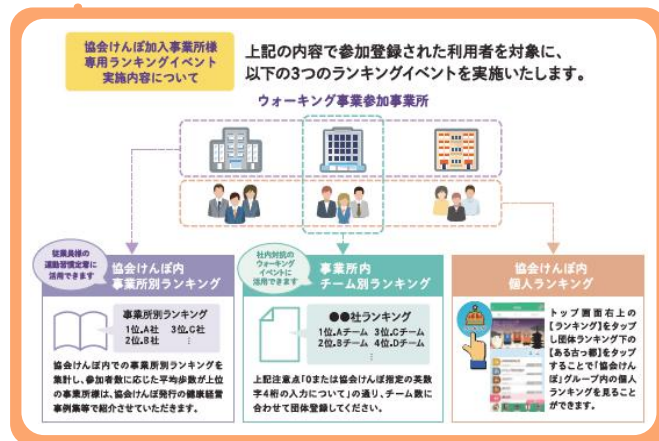 協会けんぽ加入事業所様
専用ランキングイベント
実施内容について
上記の内容で参加登録された利用者を対象に、
以下の3つのランキングイベントを実施いたします。
ウォーキング事業参加事業所
従業員様の
運動習慣定着に
活用できます
協会けんぽ内
事業所別ランキング
事業所別ランキング
1位.A社 3位.C社
2位.B社 ⋮
協会けんぽ内での事業所別ランキングを
集計し、参加者数に応じた平均歩数が上位
の事業所様は、協会けんぽ発行の健康経営
事例集等で紹介させていただきます。
社内対抗の
ウォーキング
イベントに
活用できます
事業所内
チーム別ランキング
●●社ランキング
1位.Aチーム 3位.Cチーム
2位.Bチーム 4位.Dチーム
⋮
上記注意点「0または協会けんぽ指定の英数
字4桁の入力について」の通り、チーム数に
合わせて団体登録してください。
協会けんぽ内
個人ランキング
トップ画面右上の
【ランキング】をタップ
し団体ランキング下の
【ある古っ都】をタップ
することで「協会けん
ぽ」グループ内の個人
ランキングを見ること
ができます。